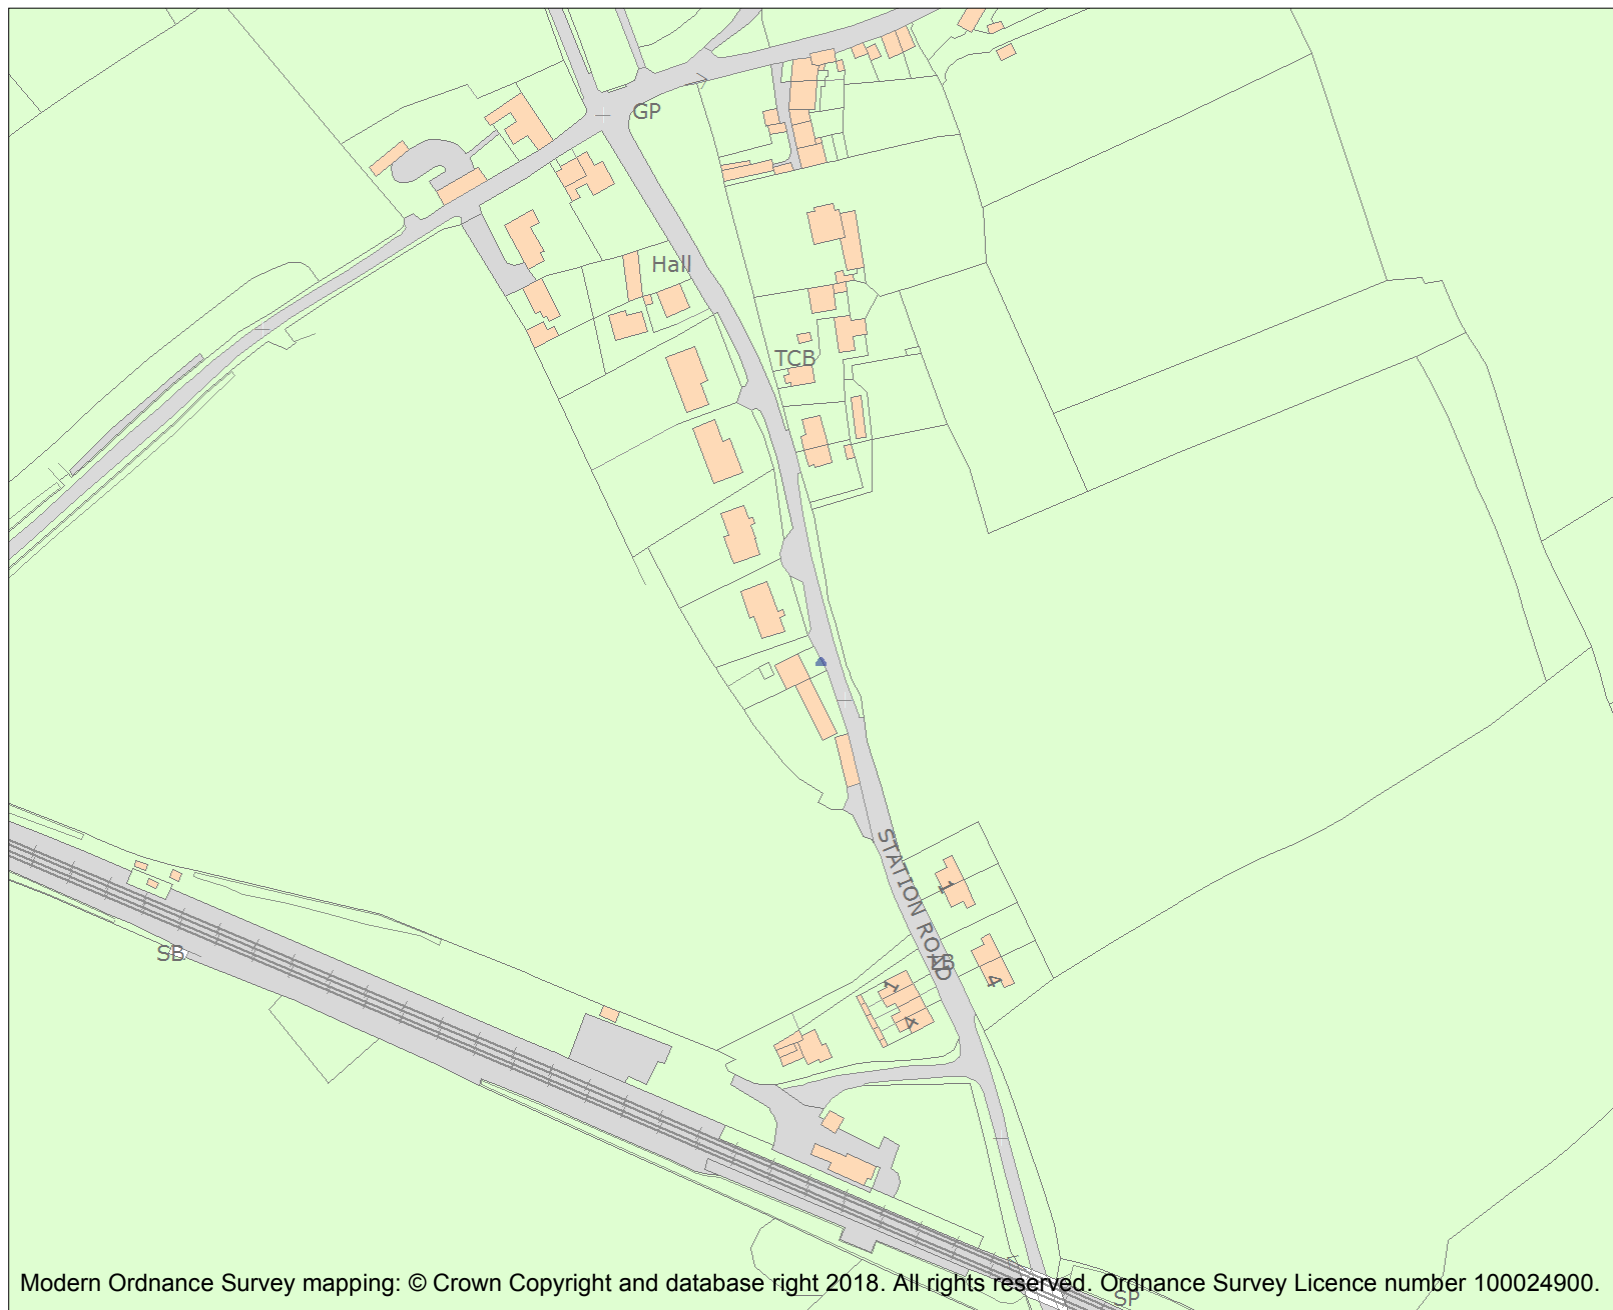 GP
Hall
TCB
STATION ROAD
1
LB
4
1
4
SB
Modern Ordnance Survey mapping: © Crown Copyright and database right 2018. All rights reserved. Ordnance Survey Licence number 100024900.
SP